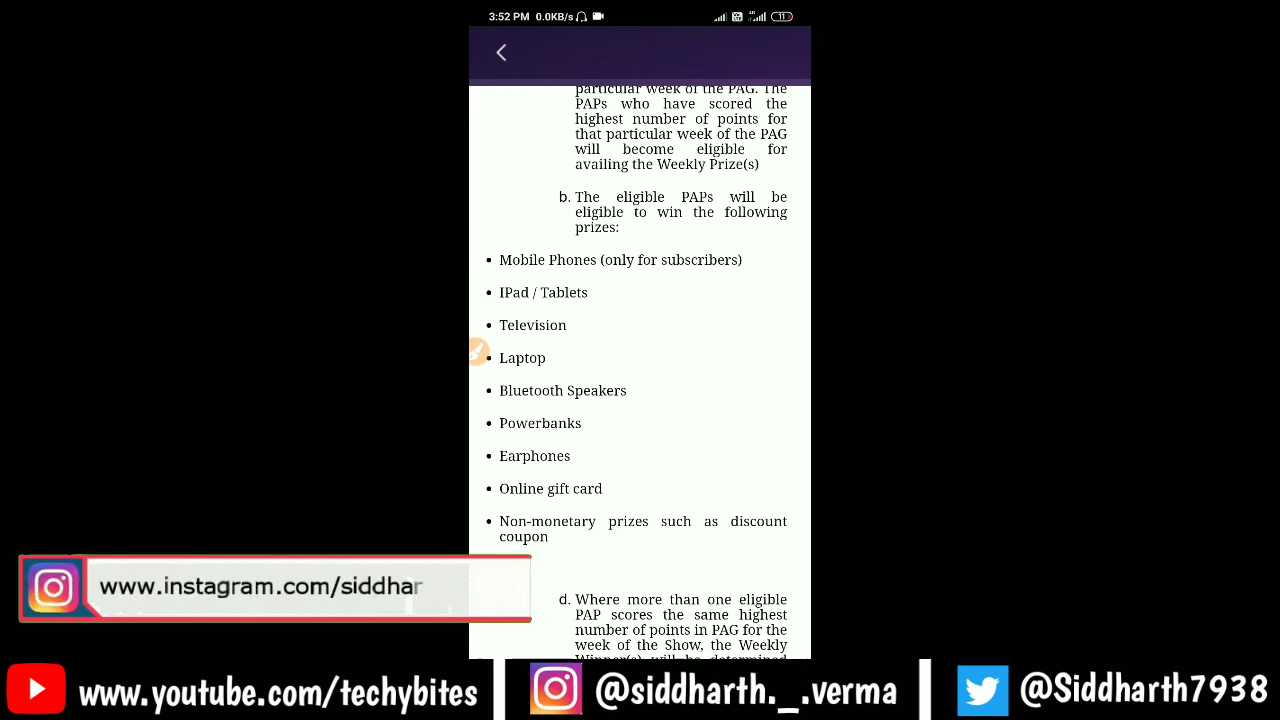 3:52 PM 0.0KB/s 11
particular week of the PAG. The
PAPs who have scored the
highest number of points for
that particular week of the PAG
will become eligible for
availing the Weekly Prize(s)
b. The eligible PAPs will be
eligible to win the following
prizes:
• Mobile Phones (only for subscribers)
• IPad / Tablets
• Television
• Laptop
• Bluetooth Speakers
• Powerbanks
• Earphones
• Online gift card
• Non-monetary prizes such as discount
coupon
d. Where more than one eligible
PAP scores the same highest
number of points in PAG for the
week of the Show, the Weekly
Winner(s) will be determined
www.instagram.com/siddhar
www.youtube.com/techybites
@siddharth._.verma
@Siddharth7938